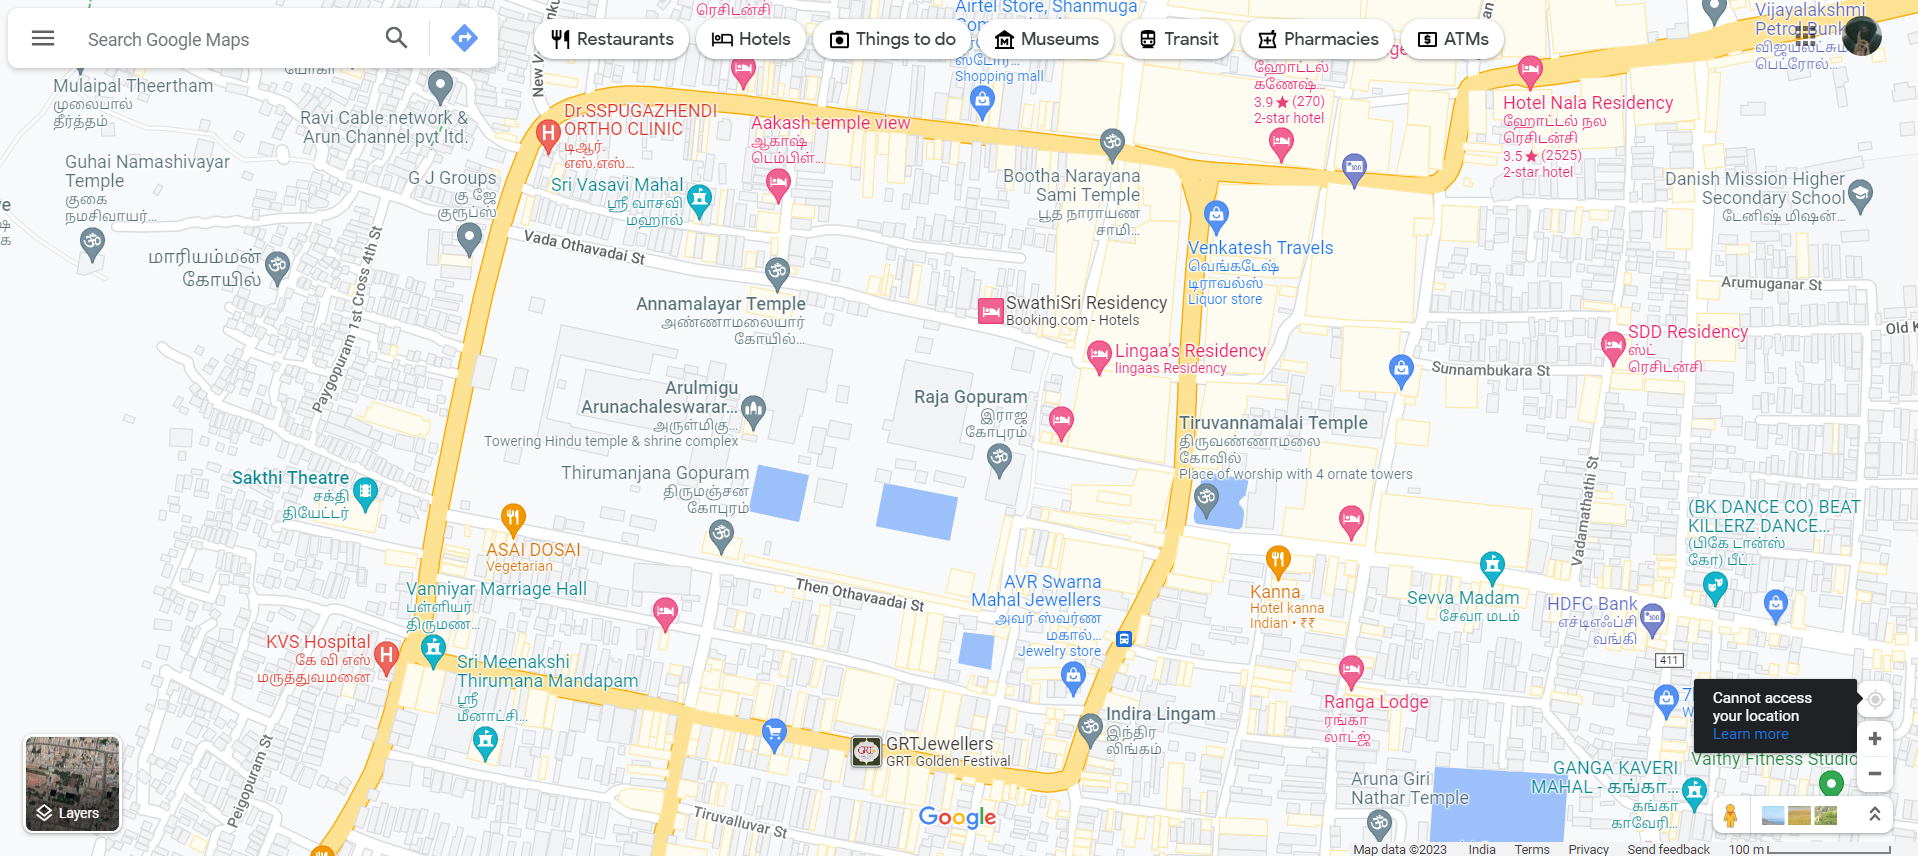 Search Google Maps
Restaurants
Hotels
Things to do
Museums
Transit
Pharmacies
ATMs
ரெசிடன்சி
Airtel Store, Shanmuga
Shopping mall
Vijayalakshmi
Petrol Bunk
பெட்ரோல்...
Mulaipal Theertham
முலைபால்
தீர்த்தம்
Ravi Cable network &
Arun Channel pvt ltd.
Dr.SSPUGAZHENDI
ORTHO CLINIC
டிஆர்.
எஸ்.எஸ்...
Aakash temple view
ஆகாஷ்
டெம்பிள்...
ஹோட்டல்
கணேஷ்...
3.9 ★ (270)
2-star hotel
Hotel Nala Residency
ஹோட்டல் நல
ரெசிடன்சி
3.5 ★ (2525)
2-star hotel
Guhai Namashivayar
Temple
குகை
நமசிவாயர்...
G J Groups
கு ஜே
குரூப்ஸ்
Sri Vasavi Mahal
ஸ்ரீ வாசவி
மஹால்
Bootha Narayana
Sami Temple
பூத நாராயண
சாமி...
Danish Mission Higher
Secondary School
டேனிஷ் மிஷன்...
மாரியம்மன்
கோயில்
Paygopuram 1st Cross 4th St
Vada Othavadai St
Venkatesh Travels
வெங்கடேஷ்
டிராவல்ஸ்
Liquor store
Arumuganar St
Annamalayar Temple
அண்ணாமலையார்
கோயில்...
SwathiSri Residency
Booking.com - Hotels
Lingaa's Residency
lingaas Residency
SDD Residency
ஸ்ட்
ரெசிடன்சி
Old K
Sunnambukara St
Arulmigu
Arunachaleswarar...
அருள்மிகு...
Towering Hindu temple & shrine complex
Raja Gopuram
இராஜ
கோபுரம்
Tiruvannamalai Temple
திருவண்ணாமலை
கோவில்
Place of worship with 4 ornate towers
Sakthi Theatre
சக்தி
தியேட்டர்
Thirumanjana Gopuram
திருமஞ்சன
கோபுரம்
Vadamathathi St
(BK DANCE CO) BEAT
KILLERZ DANCE...
(பிகே டான்ஸ்
கோ) பீட்...
ASAI DOSAI
Vegetarian
Vanniyar Marriage Hall
பள்ளியர்
திருமண...
Then Othavaadai St
AVR Swarna
Mahal Jewellers
அவர் ஸ்வர்ண
மகால்...
Jewelry store
Kanna
Hotel kanna
Indian • ₹₹
Sevva Madam
சேவா மடம்
HDFC Bank
எச்டிஎஃப்சி
வங்கி
KVS Hospital
கே வி எஸ்
மருத்துவமனை
Sri Meenakshi
Thirumana Mandapam
ஸ்ரீ
மீனாட்சி...
411
Ranga Lodge
ரங்கா
லாட்ஜ்
Cannot access
your location
Learn more
Indira Lingam
இந்திர
லிங்கம்
GRTJewellers
GRT Golden Festival
GRT
Peigopuram St
Vaithy Fitness Studio
GANGA KAVERI
MAHAL - கங்கா...
கங்கா
காவேரி...
Aruna Giri
Nathar Temple
Layers
Tiruvalluvar St
Google
Map data ©2023
India
Terms
Privacy
Send feedback
100 m